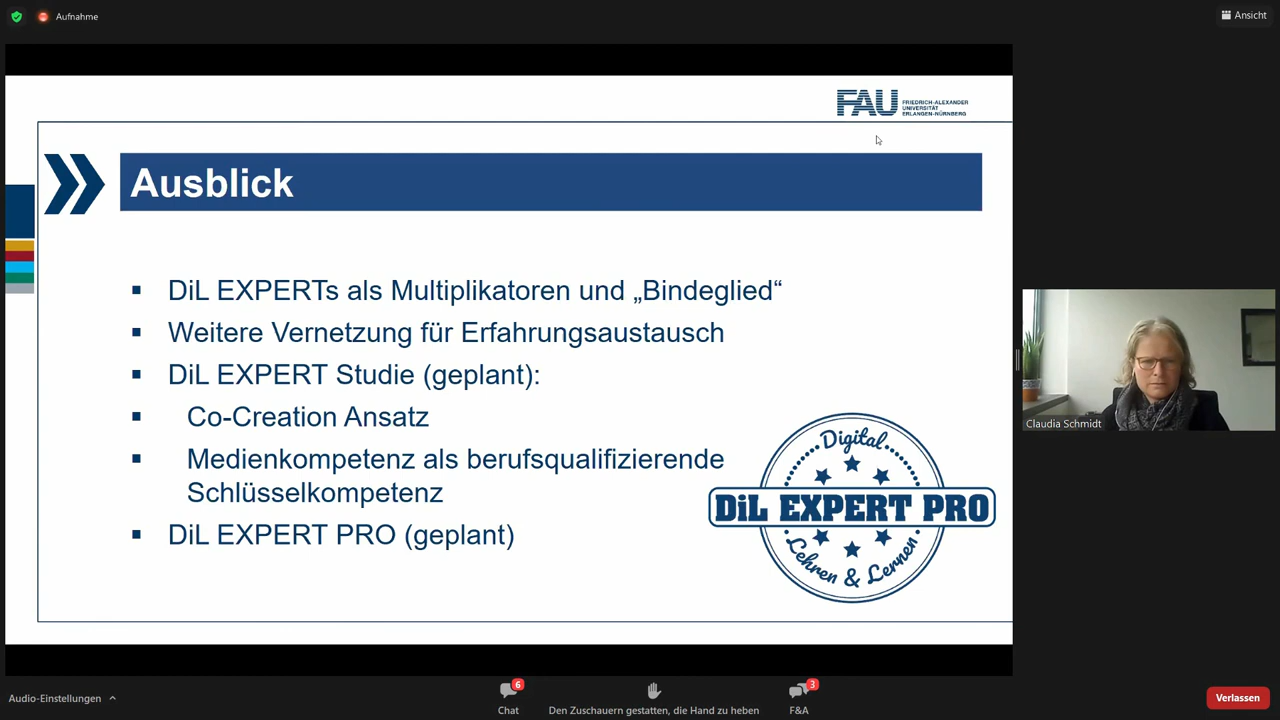 Aufnahme
Ansicht
FAU
FRIEDRICH-ALEXANDER
UNIVERSITÄT
ERLANGEN-NÜRNBERG
Ausblick
DiL EXPERTs als Multiplikatoren und „Bindeglied“
Weitere Vernetzung für Erfahrungsaustausch
DiL EXPERT Studie (geplant):
Co-Creation Ansatz
Medienkompetenz als berufsqualifizierende
Schlüsselkompetenz
DiL EXPERT PRO (geplant)
Digital
DiL EXPERT PRO
Lehren & Lernen
Claudia Schmidt
Audio-Einstellungen
6
Chat
Den Zuschauern gestatten, die Hand zu heben
3
F&A
Verlassen